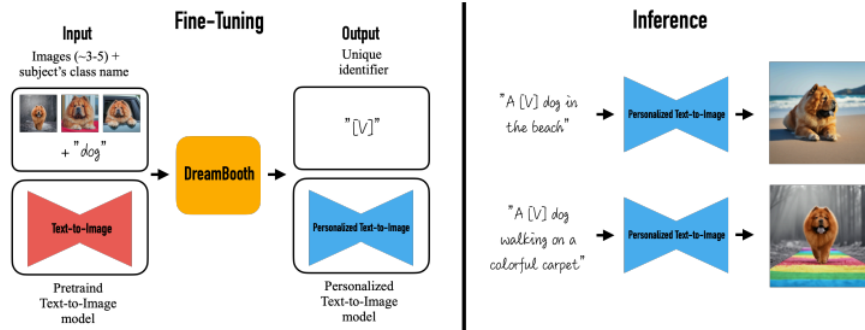 Fine-Tuning
Input
Images (~3-5) +
subject's class name
+ "dog"
Text-to-Image
Pretraind
Text-to-Image
model
DreamBooth
Output
Unique
identifier
"[V]"
Personalized Text-to-Image
Personalized
Text-to-Image
model
Inference
"A [V] dog in
the beach"
Personalized Text-to-Image
"A [V] dog
walking on a
colorful carpet"
Personalized Text-to-Image